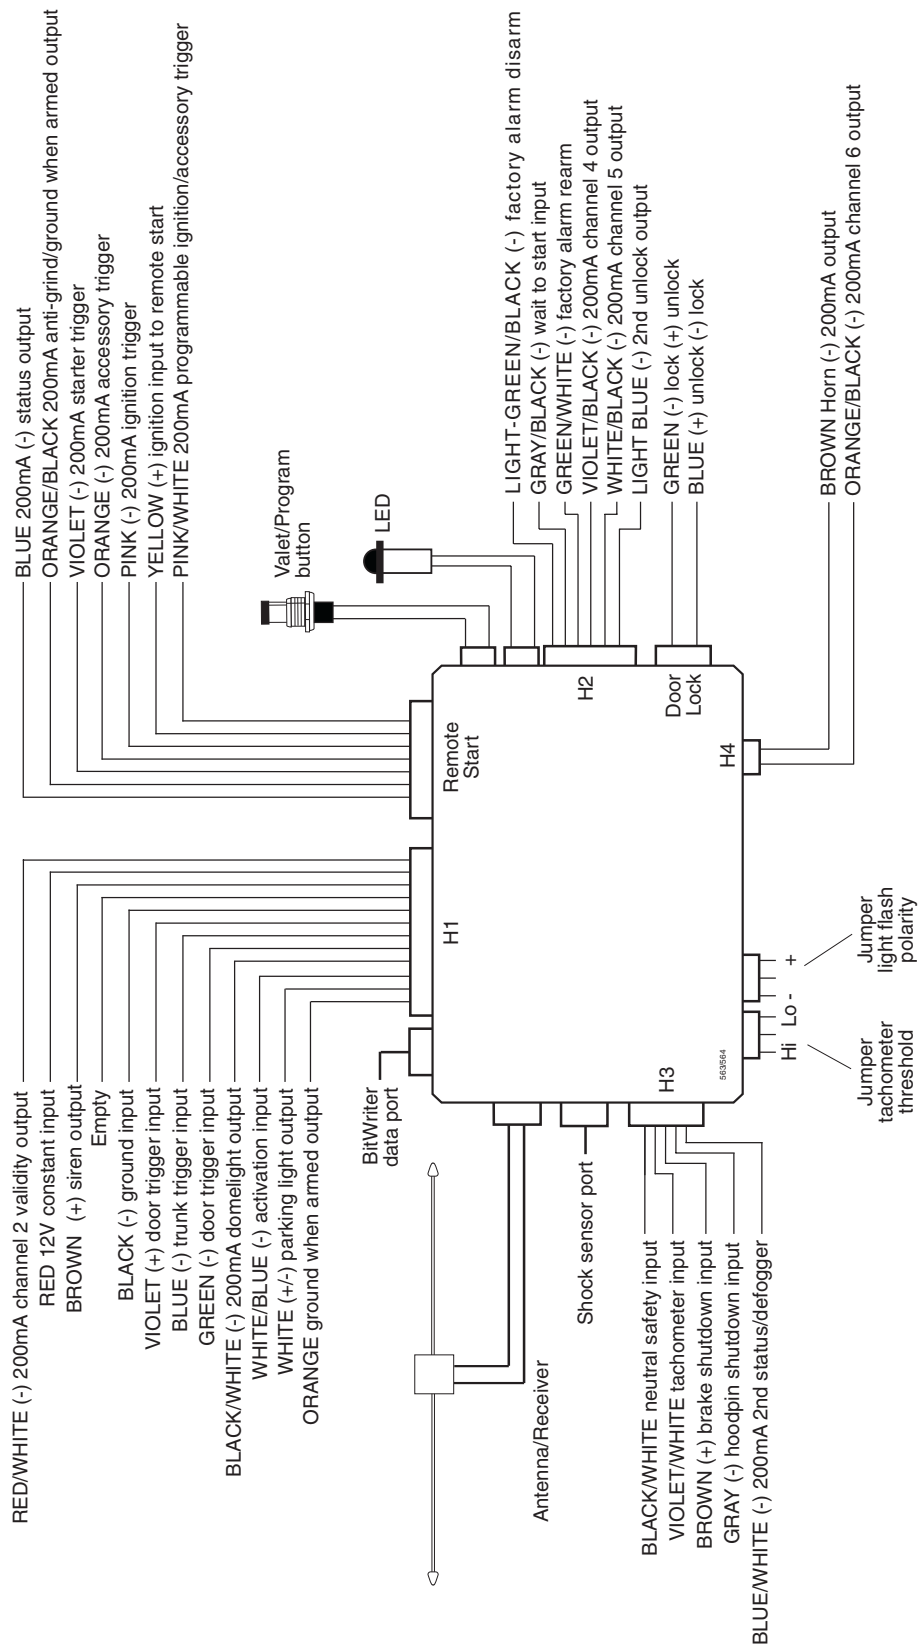 RED/WHITE (-) 200mA channel 2 validity output
RED 12V constant input
BROWN (+) siren output
Empty
BLACK (-) ground input
VIOLET (+) door trigger input
BLUE (-) trunk trigger input
GREEN (-) door trigger input
BLACK/WHITE (-) 200mA domelight output
WHITE/BLUE (-) activation input
WHITE (+/-) parking light output
ORANGE ground when armed output
BLUE 200mA (-) status output
ORANGE/BLACK 200mA anti-grind/ground when armed output
VIOLET (-) 200mA starter trigger
ORANGE (-) 200mA accessory trigger
PINK (-) 200mA ignition trigger
YELLOW (+) ignition input to remote start
PINK/WHITE 200mA programmable ignition/accessory trigger
Valet/Program
button
LED
BitWriter
data port
H1
Remote
Start
LIGHT-GREEN/BLACK (-) factory alarm disarm
GRAY/BLACK (-) wait to start input
GREEN/WHITE (-) factory alarm rearm
VIOLET/BLACK (-) 200mA channel 4 output
WHITE/BLACK (-) 200mA channel 5 output
LIGHT BLUE (-) 2nd unlock output
H2
GREEN (-) lock (+) unlock
BLUE (+) unlock (-) lock
Door
Lock
Antenna/Receiver
Shock sensor port
H3
563/564
H4
BLACK/WHITE neutral safety input
VIOLET/WHITE tachometer input
BROWN (+) brake shutdown input
GRAY (-) hoodpin shutdown input
BLUE/WHITE (-) 200mA 2nd status/defogger
Hi
Lo
-
+
Jumper
tachometer
threshold
Jumper
light flash
polarity
BROWN Horn (-) 200mA output
ORANGE/BLACK (-) 200mA channel 6 output